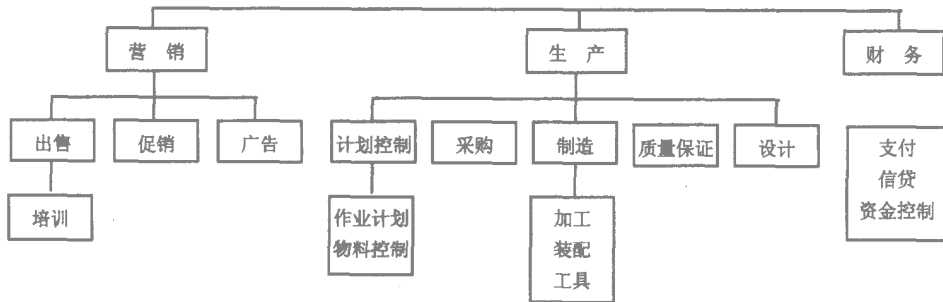 营 销
生 产
财 务
出售
促销
广告
计划控制
采购
制造
质量保证
设计
支付
信贷
资金控制
培训
作业计划
物料控制
加工
装配
工具